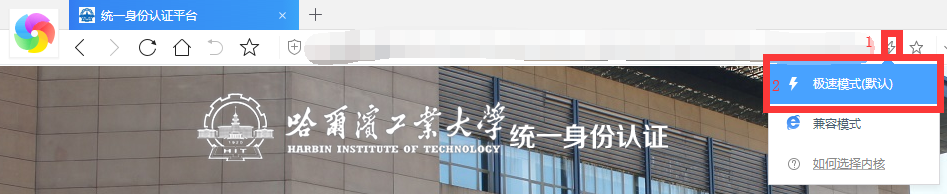 统一身份认证平台
1
2
极速模式(默认)
兼容模式
如何选择内核
哈爾濱工業大學
HARBIN INSTITUTE OF TECHNOLOGY
统一身份认证
1920
HIT